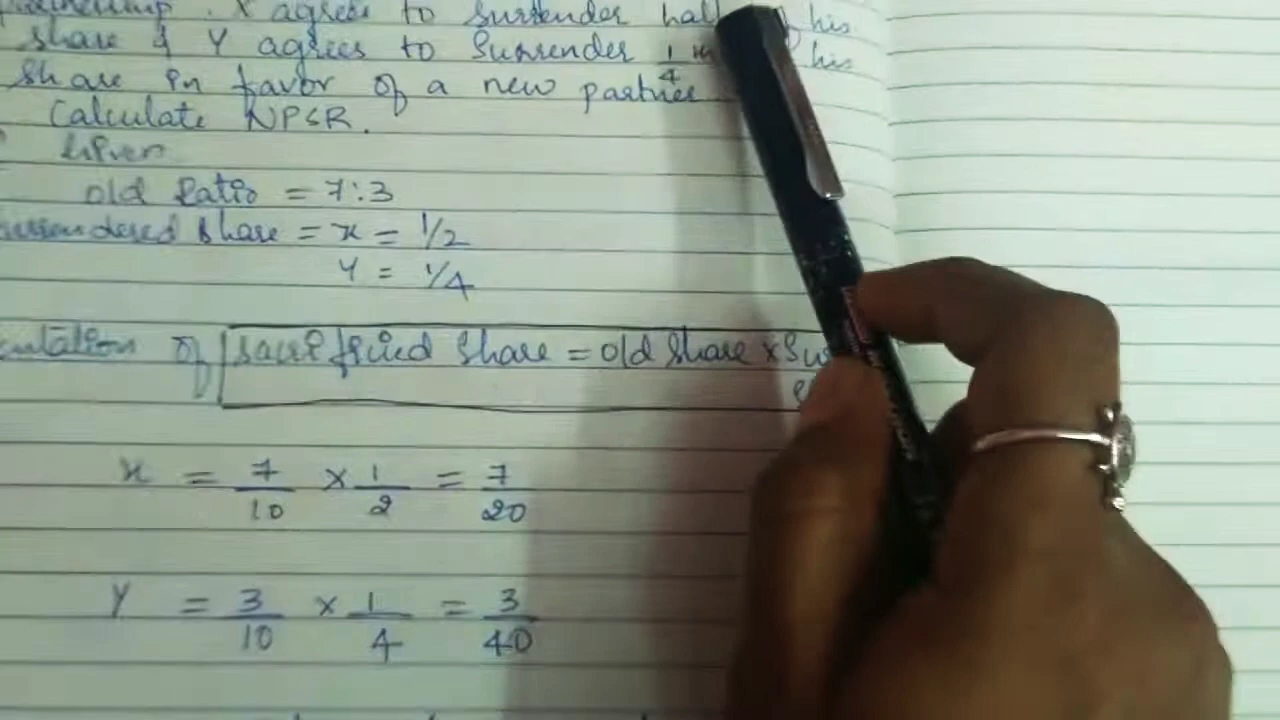 X agrees to Surrender half his
share & Y agrees to Surrender 1/4 his
share in favor of a new partner
Calculate NPSR.
Given
old Ratio = 7:3
share = x = 1/2
Y = 1/4
of sacrificed share = old share ×
x = 7/10 × 1/2 = 7/20
Y = 3/10 × 1/4 = 3/40